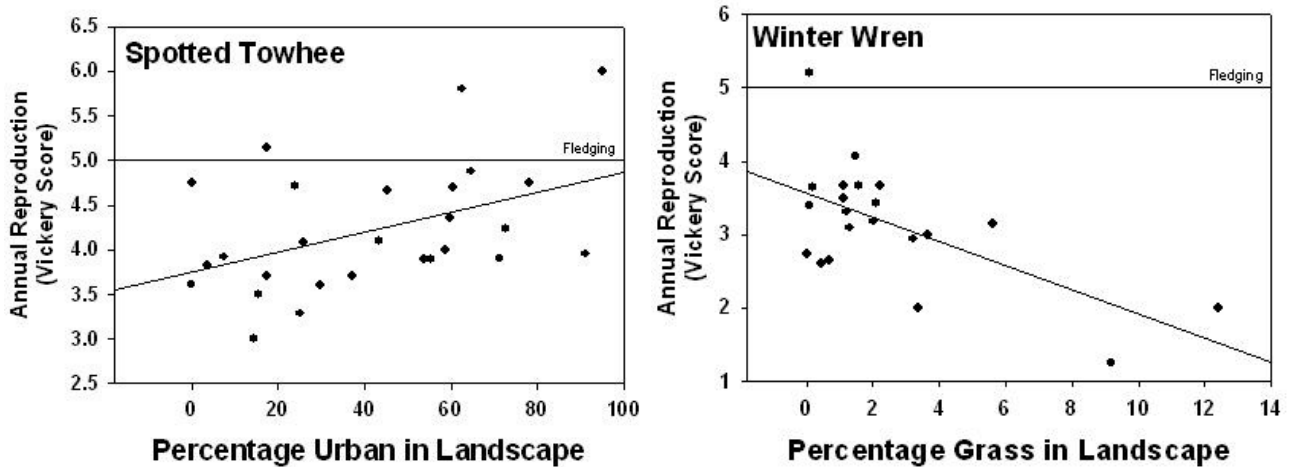 Spotted Towhee
Annual Reproduction
(Vickery Score)
6.5
6.0
5.5
5.0
4.5
4.0
3.5
3.0
2.5
Fledging
0 20 40 60 80 100
Percentage Urban in Landscape
Winter Wren
Annual Reproduction
(Vickery Score)
6
5
4
3
2
1
Fledging
0 2 4 6 8 10 12 14
Percentage Grass in Landscape